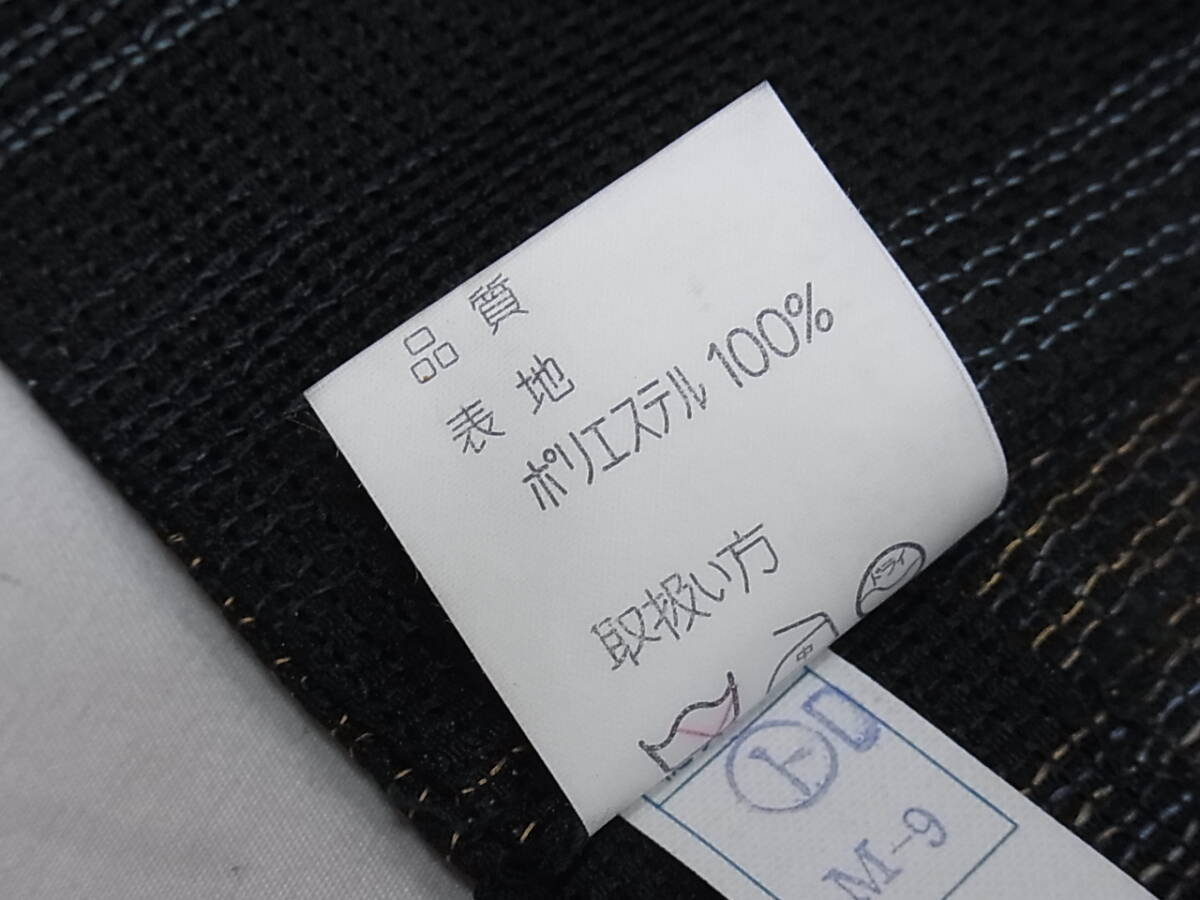 品質
表地
ポリエステル 100%
取扱い方
中 ドライ
ト D
M-9